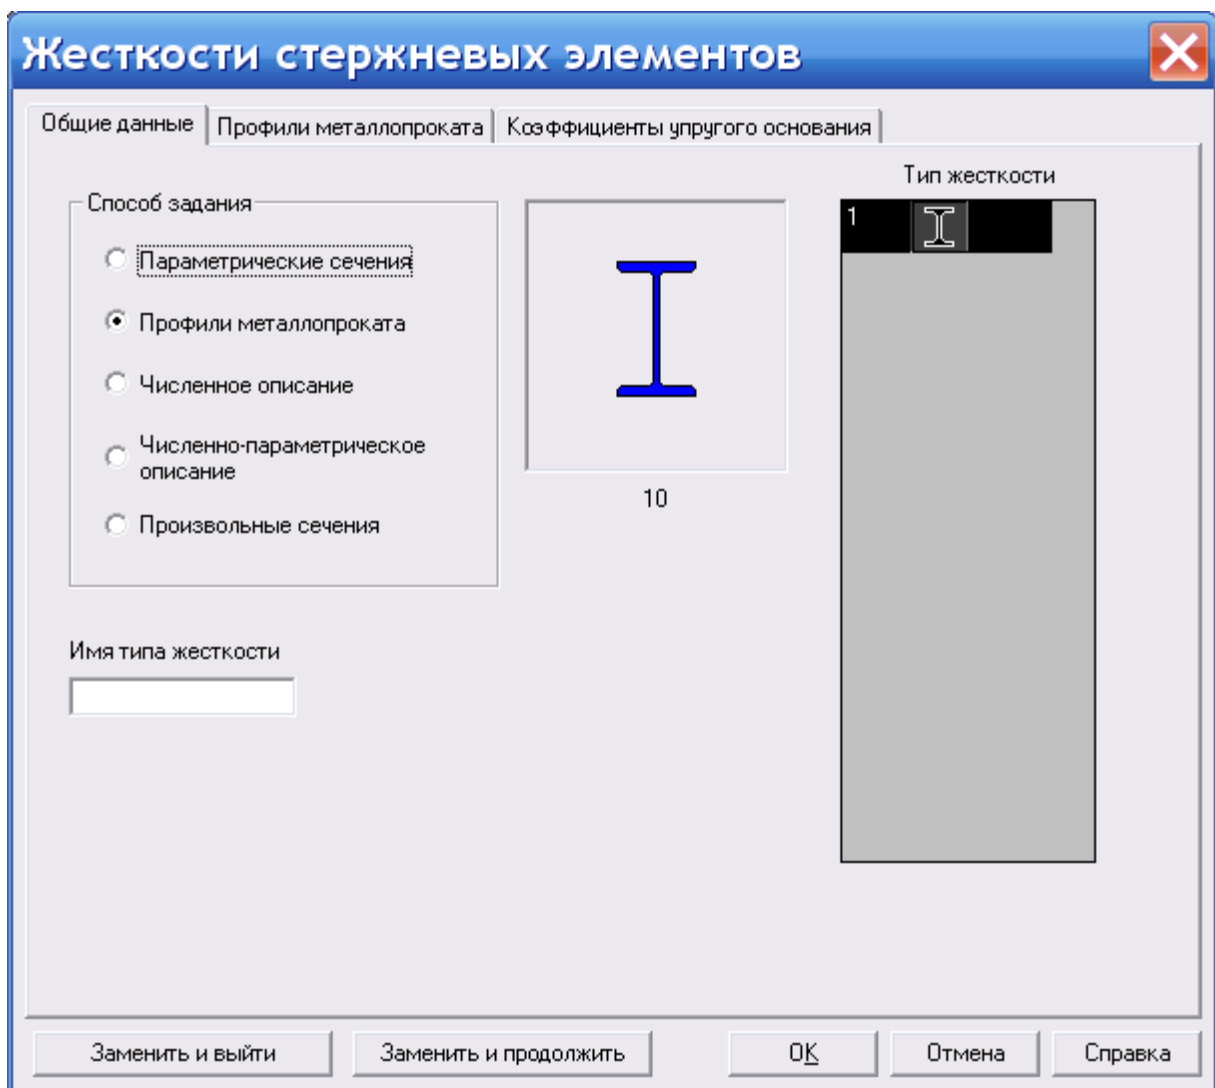 Жесткости стержневых элементов
Общие данные
Профили металлопроката
Коэффициенты упругого основания
Способ задания
Параметрические сечения
Профили металлопроката
Численное описание
Численно-параметрическое
описание
Произвольные сечения
10
Тип жесткости
1
Имя типа жесткости
Заменить и выйти
Заменить и продолжить
OK
Отмена
Справка